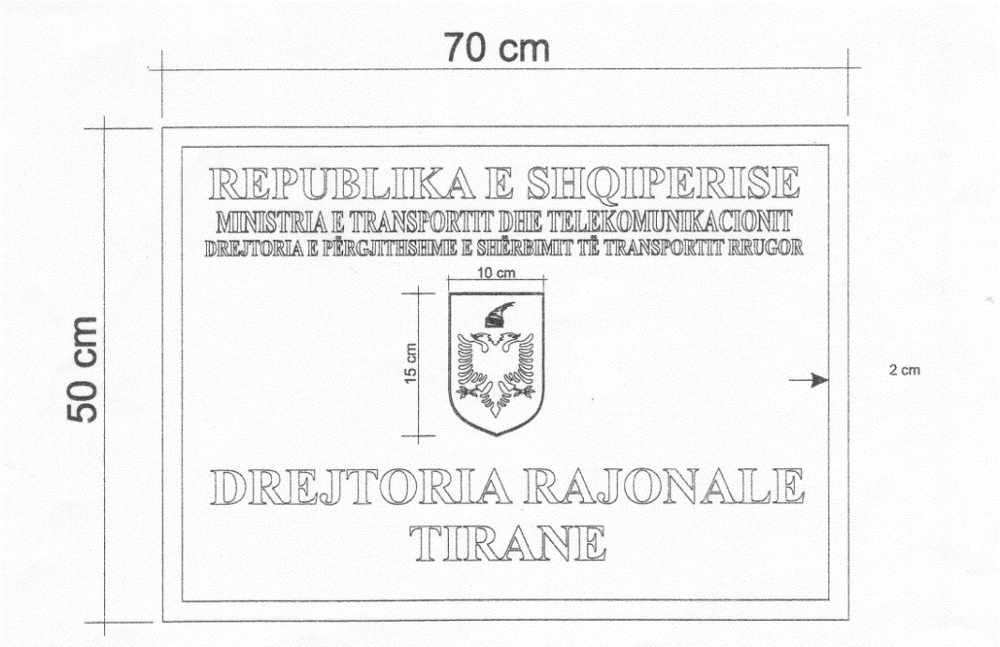 70 cm
REPUBLIKA E SHQIPERISE
MINISTRIA E TRANSPORTIT DHE TELEKOMUNIKACIONIT
DREJTORIA E PËRGJITHSHME E SHËRBIMIT TË TRANSPORTIT RRUGOR
10 cm
15 cm
50 cm
2 cm
DREJTORIA RAJONALE
TIRANE